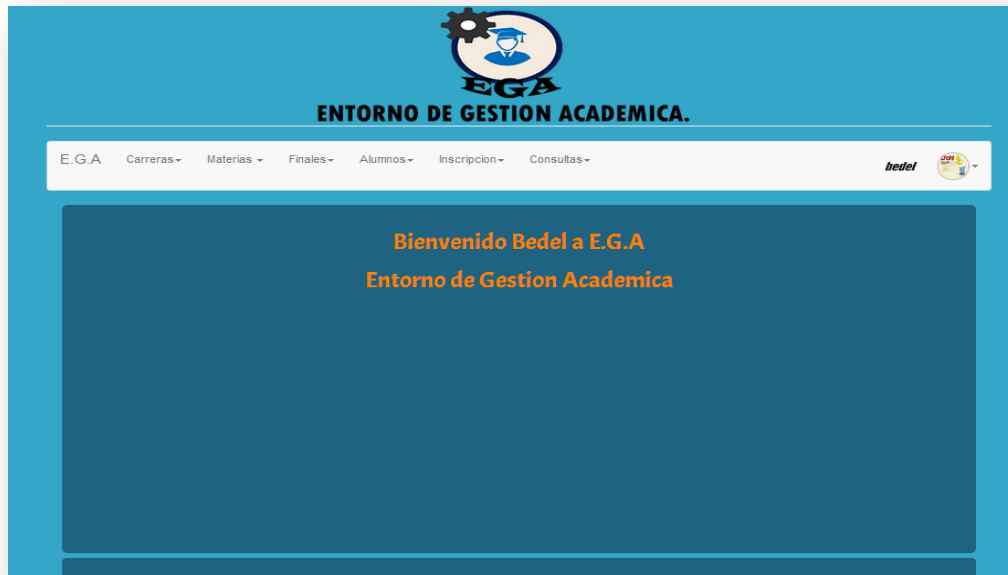 EGA
ENTORNO DE GESTION ACADEMICA.
E.G.A Carreras Materias Finales Alumnos Inscripcion Consultas bedel
Bienvenido Bedel a E.G.A
Entorno de Gestion Academica